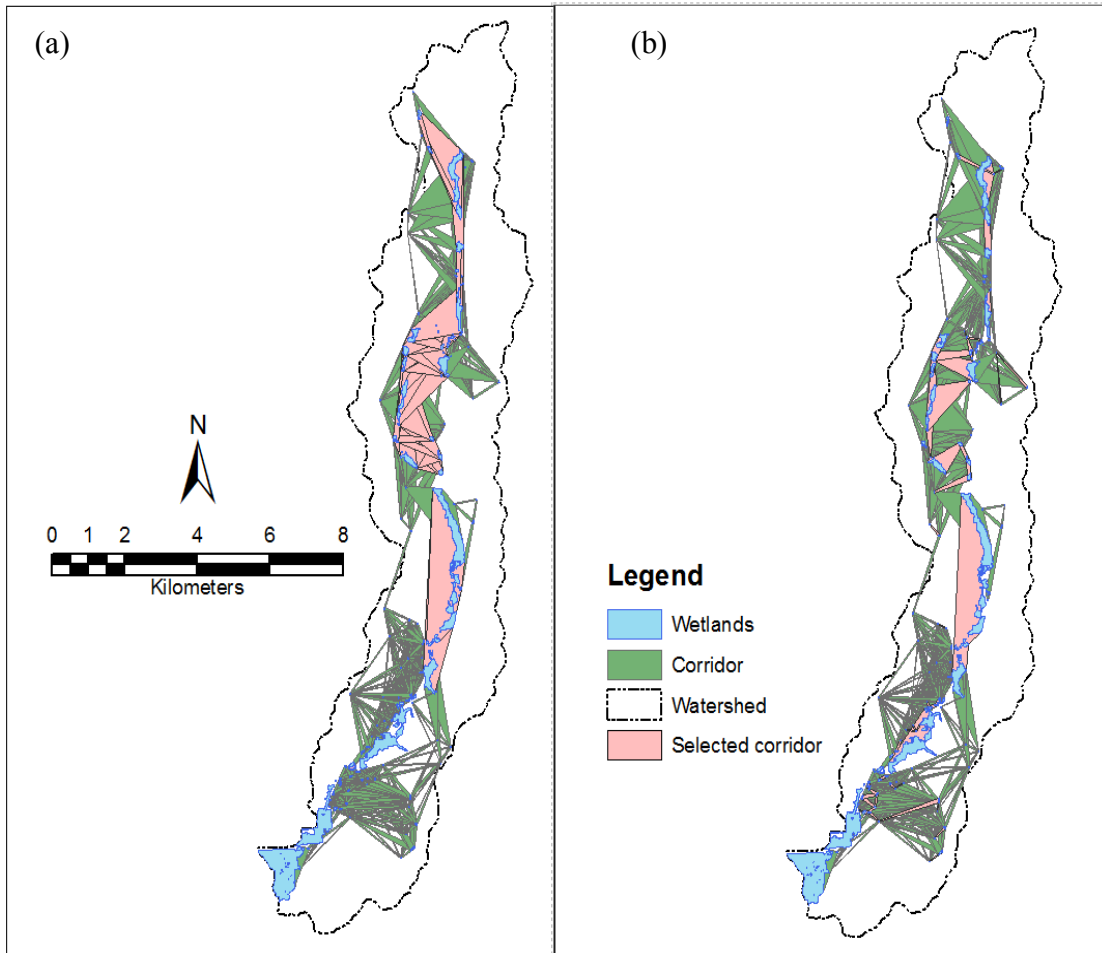 (a)
(b)
N
0 1 2 4 6 8
Kilometers
Legend
Wetlands
Corridor
Watershed
Selected corridor